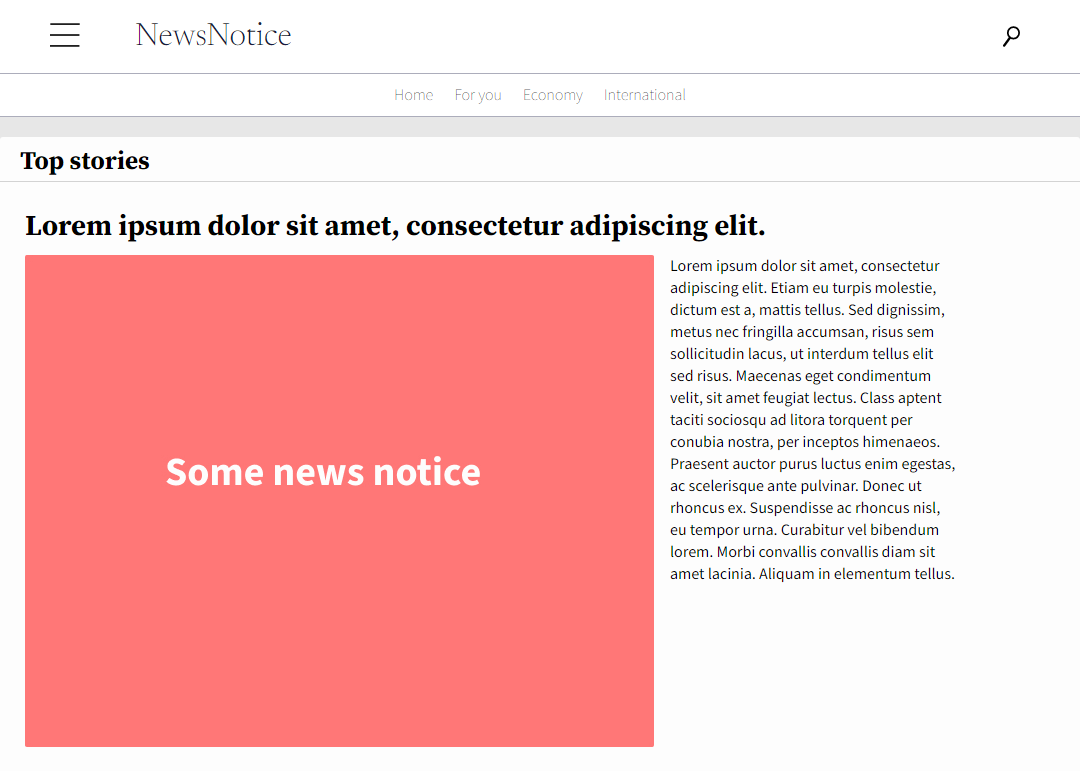 NewsNotice
Home For you Economy International
Top stories
Lorem ipsum dolor sit amet, consectetur adipiscing elit.
Some news notice
Lorem ipsum dolor sit amet, consectetur
adipiscing elit. Etiam eu turpis molestie,
dictum est a, mattis tellus. Sed dignissim,
metus nec fringilla accumsan, risus sem
sollicitudin lacus, ut interdum tellus elit
sed risus. Maecenas eget condimentum
velit, sit amet feugiat lectus. Class aptent
taciti sociosqu ad litora torquent per
conubia nostra, per inceptos himenaeos.
Praesent auctor purus luctus enim egestas,
ac scelerisque ante pulvinar. Donec ut
rhoncus ex. Suspendisse ac rhoncus nisl,
eu tempor urna. Curabitur vel bibendum
lorem. Morbi convallis convallis diam sit
amet lacinia. Aliquam in elementum tellus.